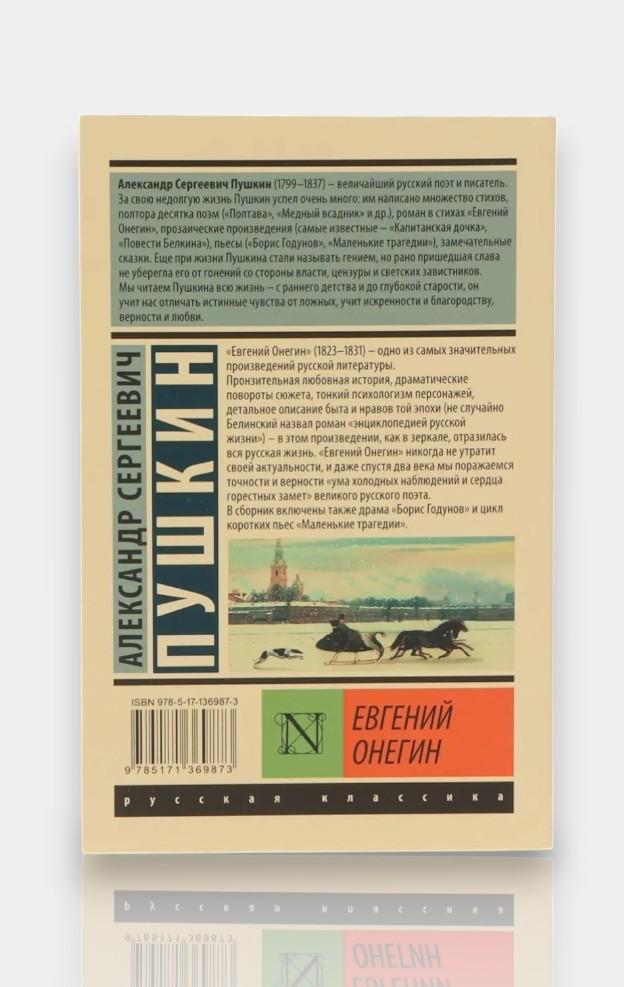 Александр Сергеевич Пушкин (1799–1837) – величайший русский поэт и писатель.
За свою недолгую жизнь Пушкин успел очень много: им написано множество стихов,
полтора десятка поэм («Полтава», «Медный всадник» и др.), роман в стихах «Евгений
Онегин», прозаические произведения (самые известные – «Капитанская дочка»,
«Повести Белкина»), пьесы («Борис Годунов», «Маленькие трагедии»), замечательные
сказки. Еще при жизни Пушкина стали называть гением, но рано пришедшая слава
не уберегла его от гонений со стороны власти, цензуры и светских завистников.
Мы читаем Пушкина всю жизнь – с раннего детства и до глубокой старости, он
учит нас отличать истинные чувства от ложных, учит искренности и благородству,
верности и любви.
АЛЕКСАНДР СЕРГЕЕВИЧ
ПУШКИН
«Евгений Онегин» (1823–1831) – одно из самых значительных
произведений русской литературы.
Пронзительная любовная история, драматические
повороты сюжета, тонкий психологизм персонажей,
детальное описание быта и нравов той эпохи (не случайно
Белинский назвал роман «энциклопедией русской
жизни») – в этом произведении, как в зеркале, отразилась
вся русская жизнь. «Евгений Онегин» никогда не утратит
своей актуальности, и даже спустя два века мы поражаемся
точности и верности «ума холодных наблюдений и сердца
горестных замет» великого русского поэта.
В сборник включены также драма «Борис Годунов» и цикл
коротких пьес «Маленькие трагедии».
ISBN 978-5-17-136987-3
9 785171 369873
N
ЕВГЕНИЙ
ОНЕГИН
русская классика